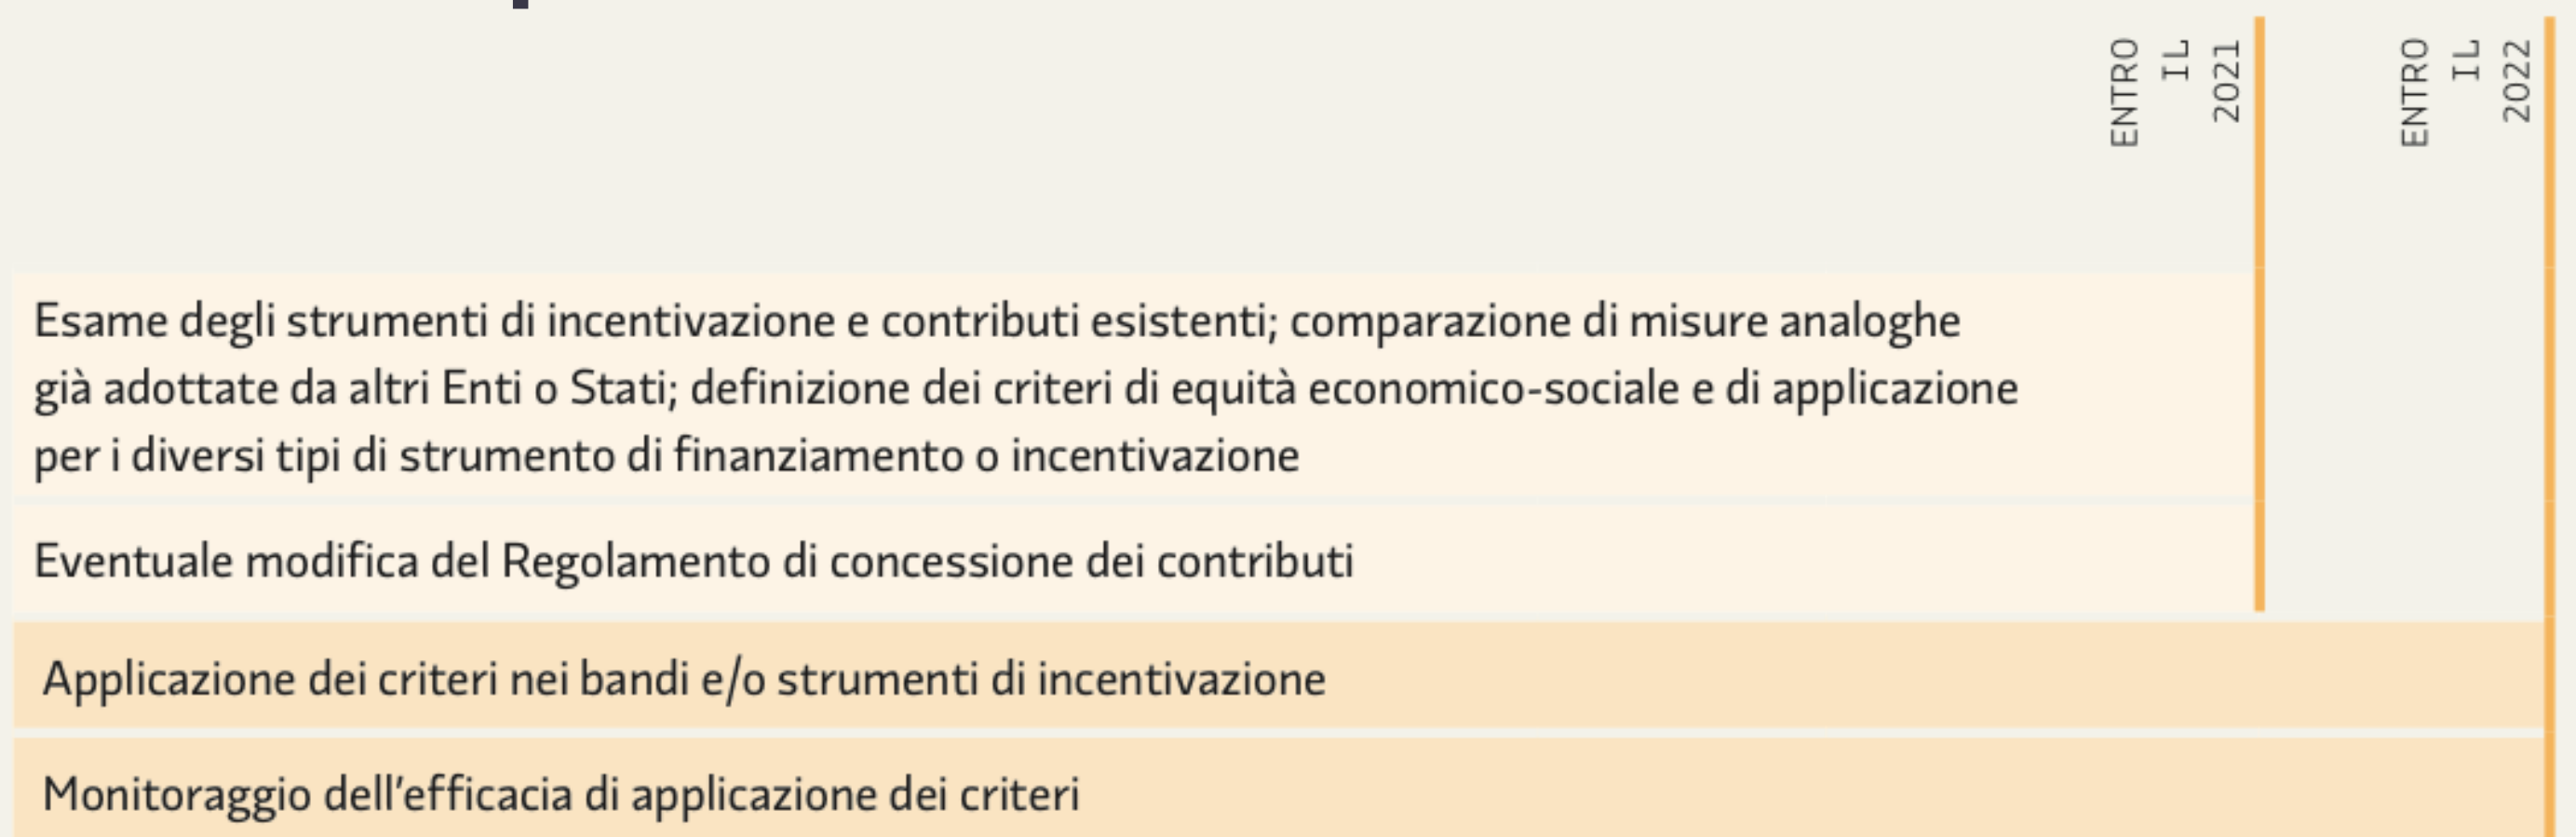 ENTRO
IL
2021
ENTRO
IL
2022
Esame degli strumenti di incentivazione e contributi esistenti; comparazione di misure analoghe
già adottate da altri Enti o Stati; definizione dei criteri di equità economico-sociale e di applicazione
per i diversi tipi di strumento di finanziamento o incentivazione
Eventuale modifica del Regolamento di concessione dei contributi
Applicazione dei criteri nei bandi e/o strumenti di incentivazione
Monitoraggio dell’efficacia di applicazione dei criteri